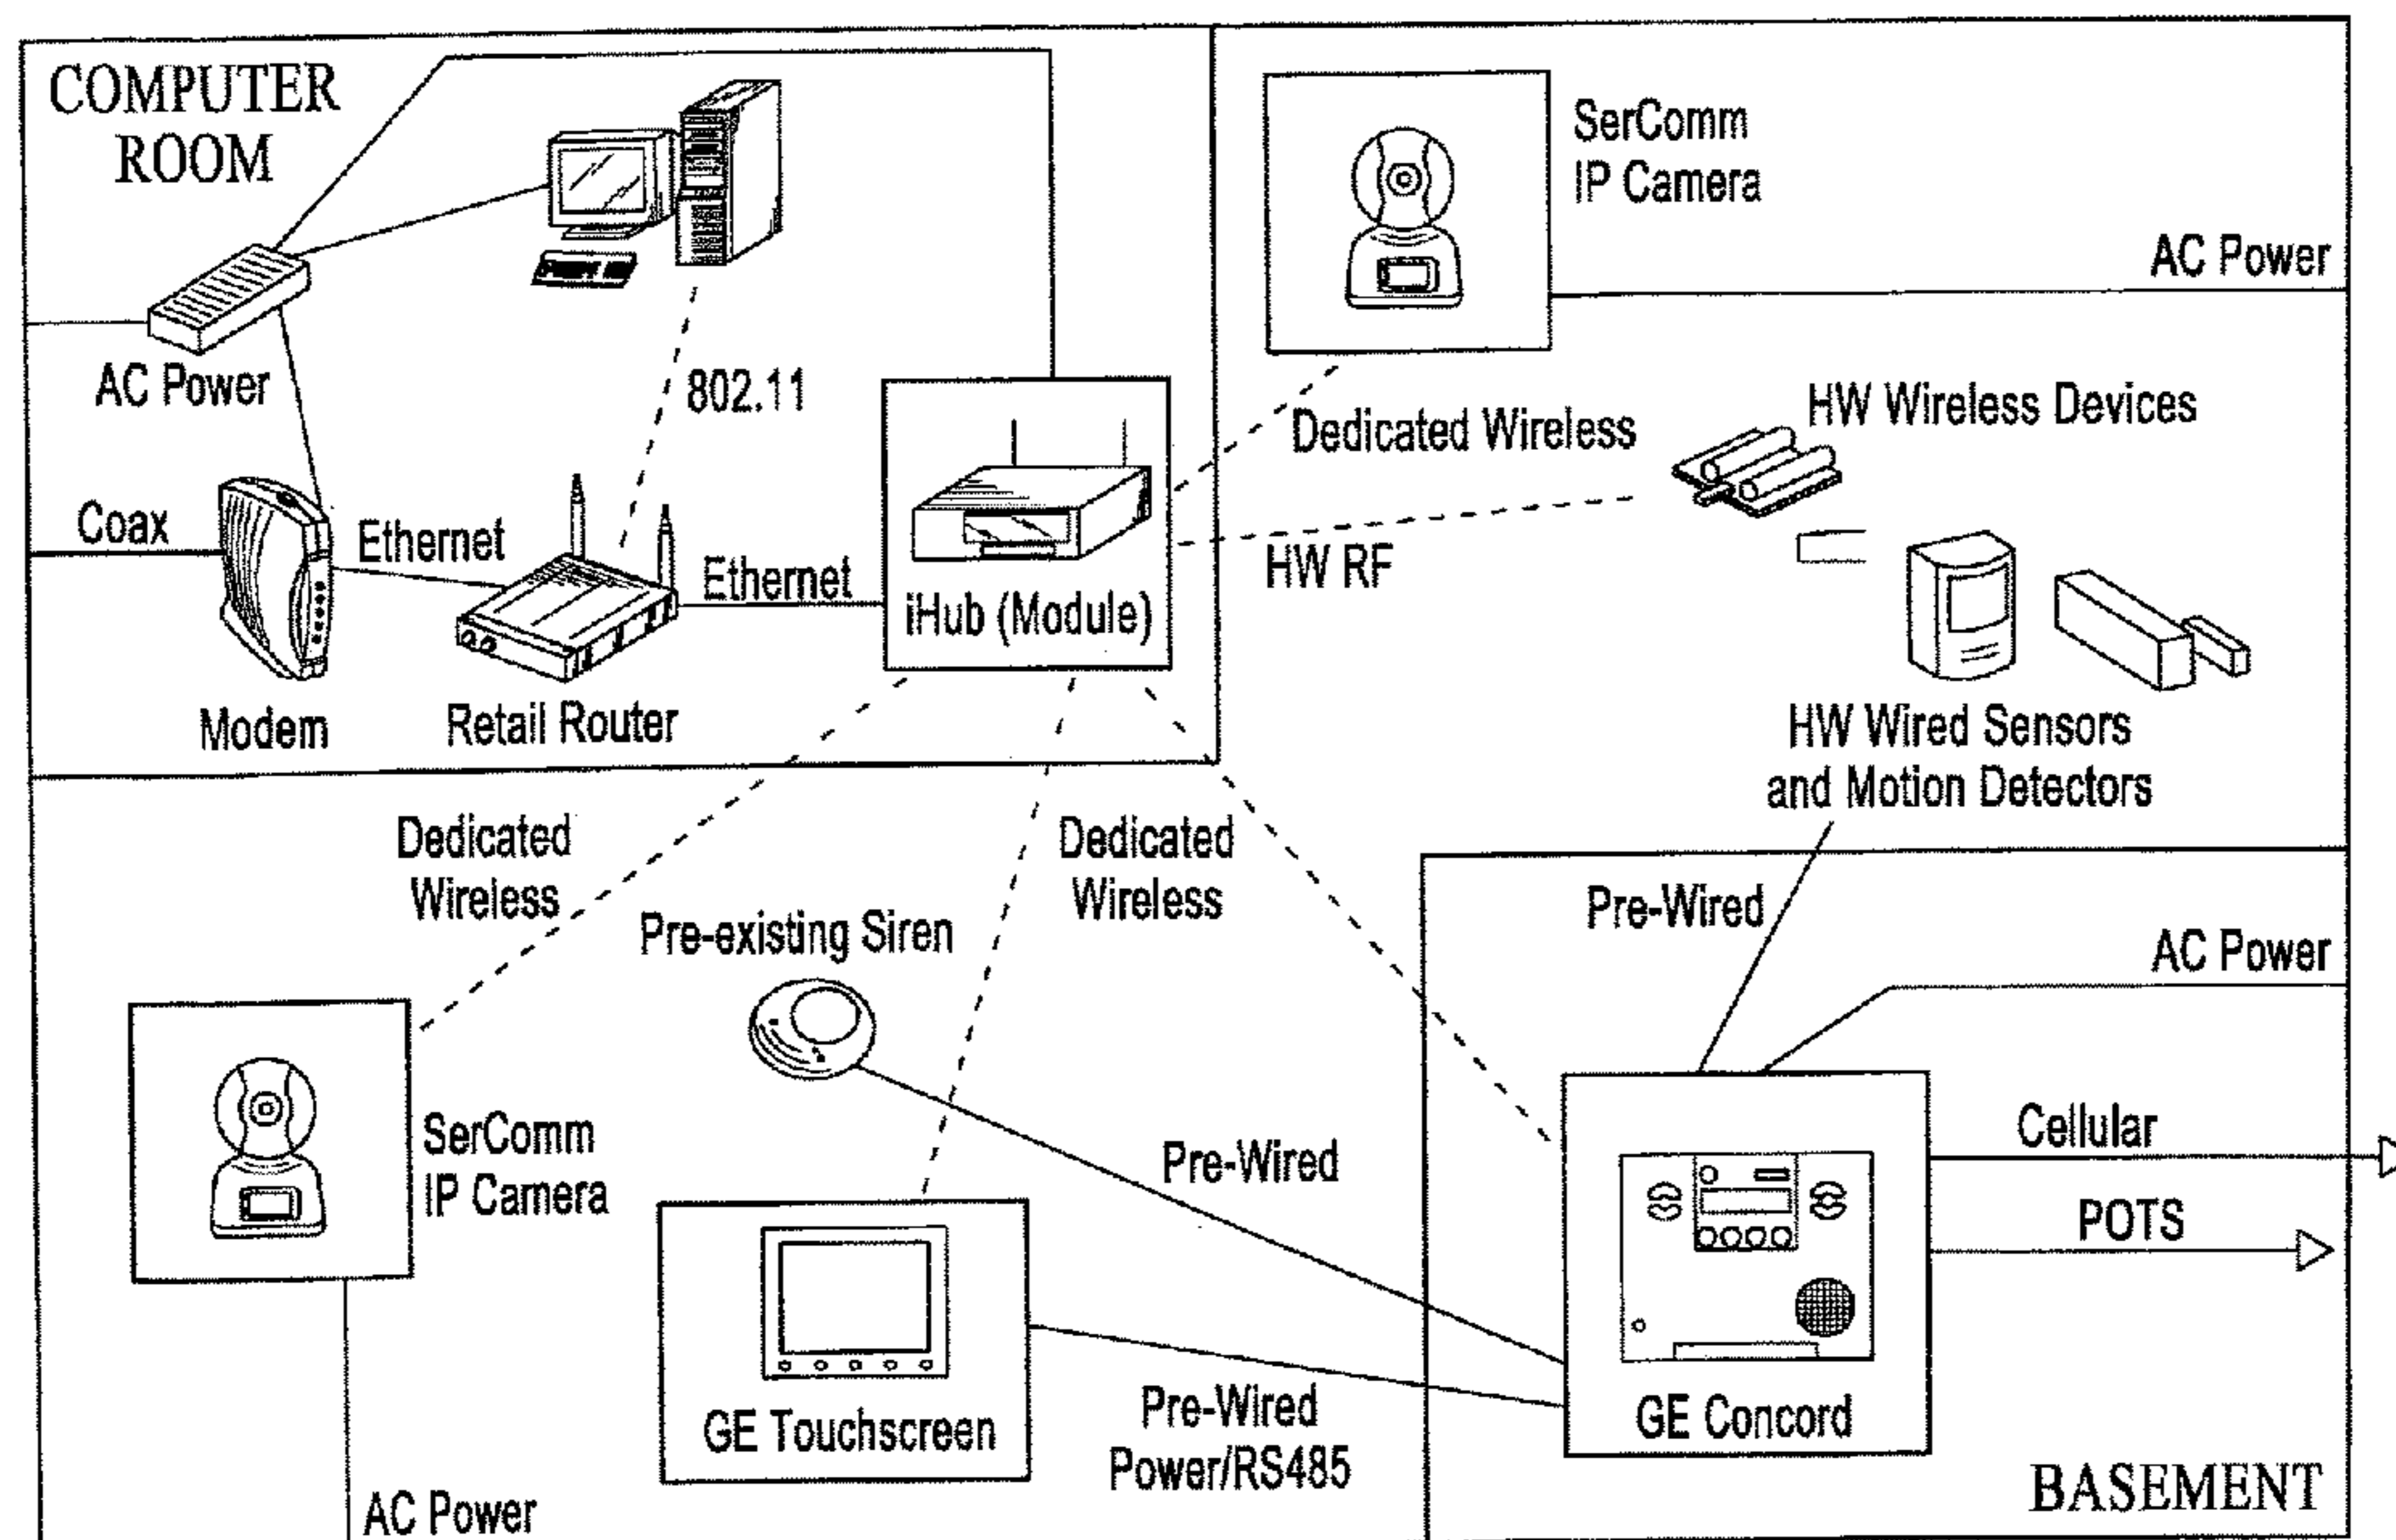 COMPUTER
ROOM
AC Power
802.11
Coax
Ethernet
Ethernet
iHub (Module)
Modem
Retail Router
SerComm
IP Camera
AC Power
Dedicated Wireless
HW Wireless Devices
HW RF
HW Wired Sensors
and Motion Detectors
Dedicated
Wireless
Dedicated
Wireless
Pre-existing Siren
Pre-Wired
AC Power
SerComm
IP Camera
Pre-Wired
Cellular
POTS
GE Touchscreen
Pre-Wired
Power/RS485
GE Concord
AC Power
BASEMENT